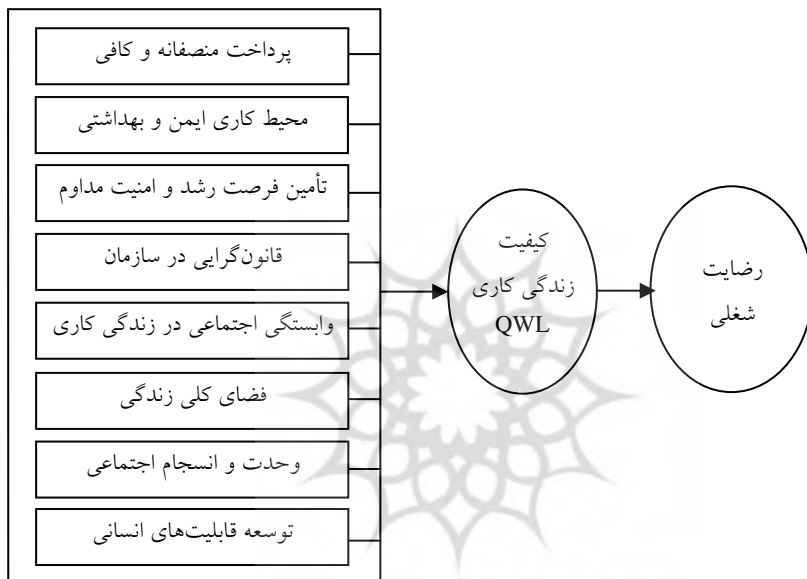 پرداخت منصفانه و کافی
محیط کاری ایمن و بهداشتی
تأمین فرصت رشد و امنیت مداوم
قانون‌گرایی در سازمان
وابستگی اجتماعی در زندگی کاری
فضای کلی زندگی
وحدت و انسجام اجتماعی
توسعه قابلیت‌های انسانی
کیفیت
زندگی کاری
QWL
رضایت
شغلی